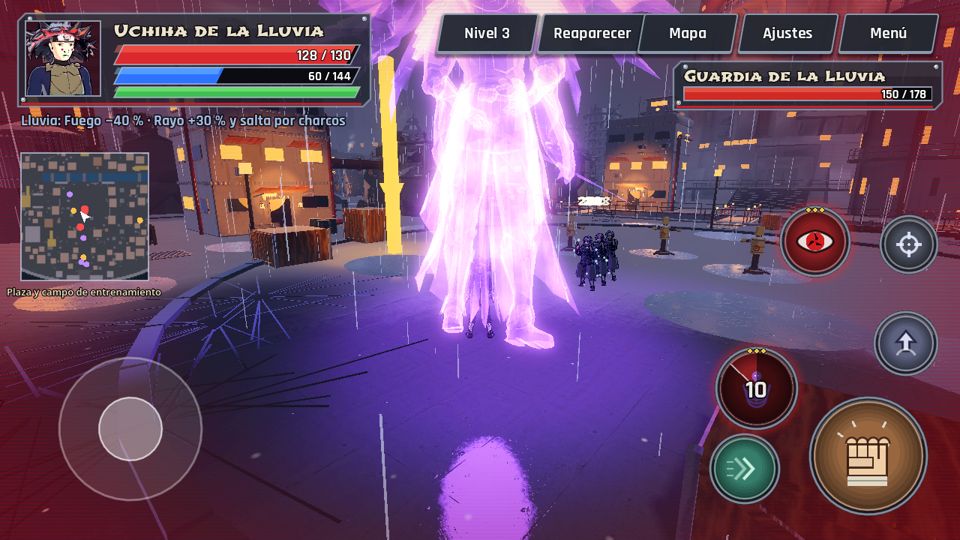 Uchiha de la Lluvia
128 / 130
60 / 144
Lluvia: Fuego −40 % · Rayo +30 % y salta por charcos
Nivel 3
Reaparecer
Mapa
Ajustes
Menú
Guardia de la Lluvia
150 / 178
Plaza y campo de entrenamiento
10